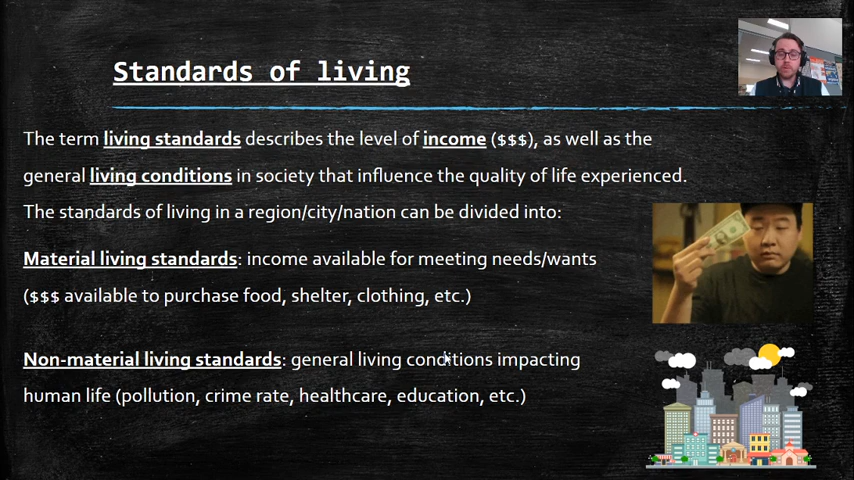 Standards of living
The term living standards describes the level of income ($$$), as well as the
general living conditions in society that influence the quality of life experienced.
The standards of living in a region/city/nation can be divided into:
Material living standards: income available for meeting needs/wants
($$$ available to purchase food, shelter, clothing, etc.)
Non-material living standards: general living conditions impacting
human life (pollution, crime rate, healthcare, education, etc.)